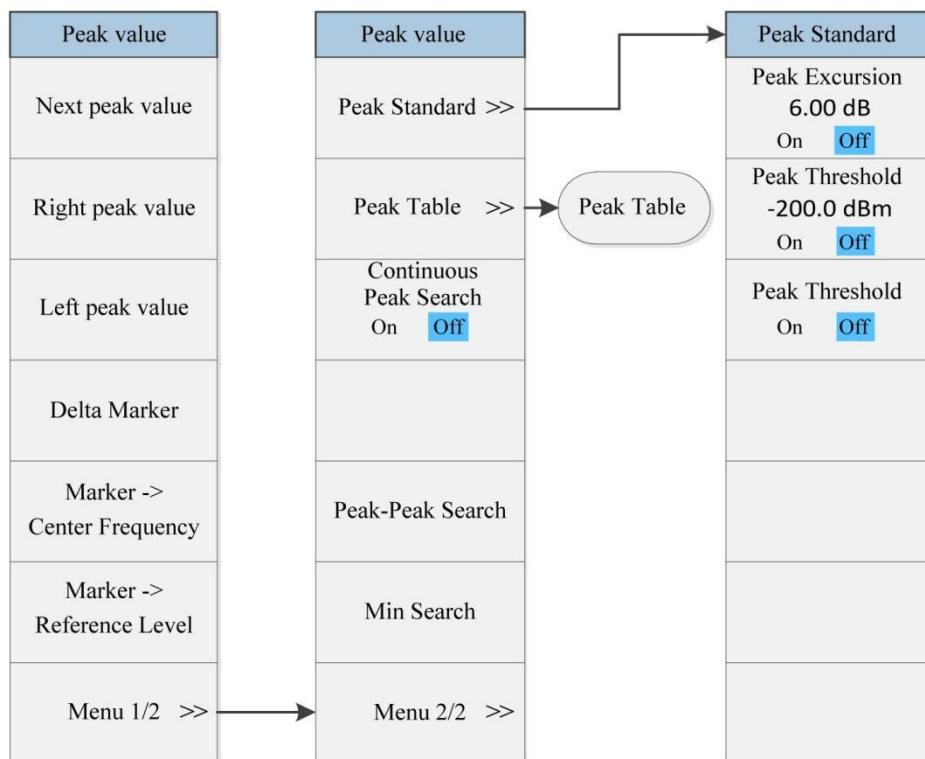 Peak value
Next peak value
Right peak value
Left peak value
Delta Marker
Marker ->
Center Frequency
Marker ->
Reference Level
Menu 1/2 >>
Peak value
Peak Standard >>
Peak Table >>
Continuous
Peak Search
On Off
Peak-Peak Search
Min Search
Menu 2/2 >>
Peak Table
Peak Standard
Peak Excursion
6.00 dB
On Off
Peak Threshold
-200.0 dBm
On Off
Peak Threshold
On Off